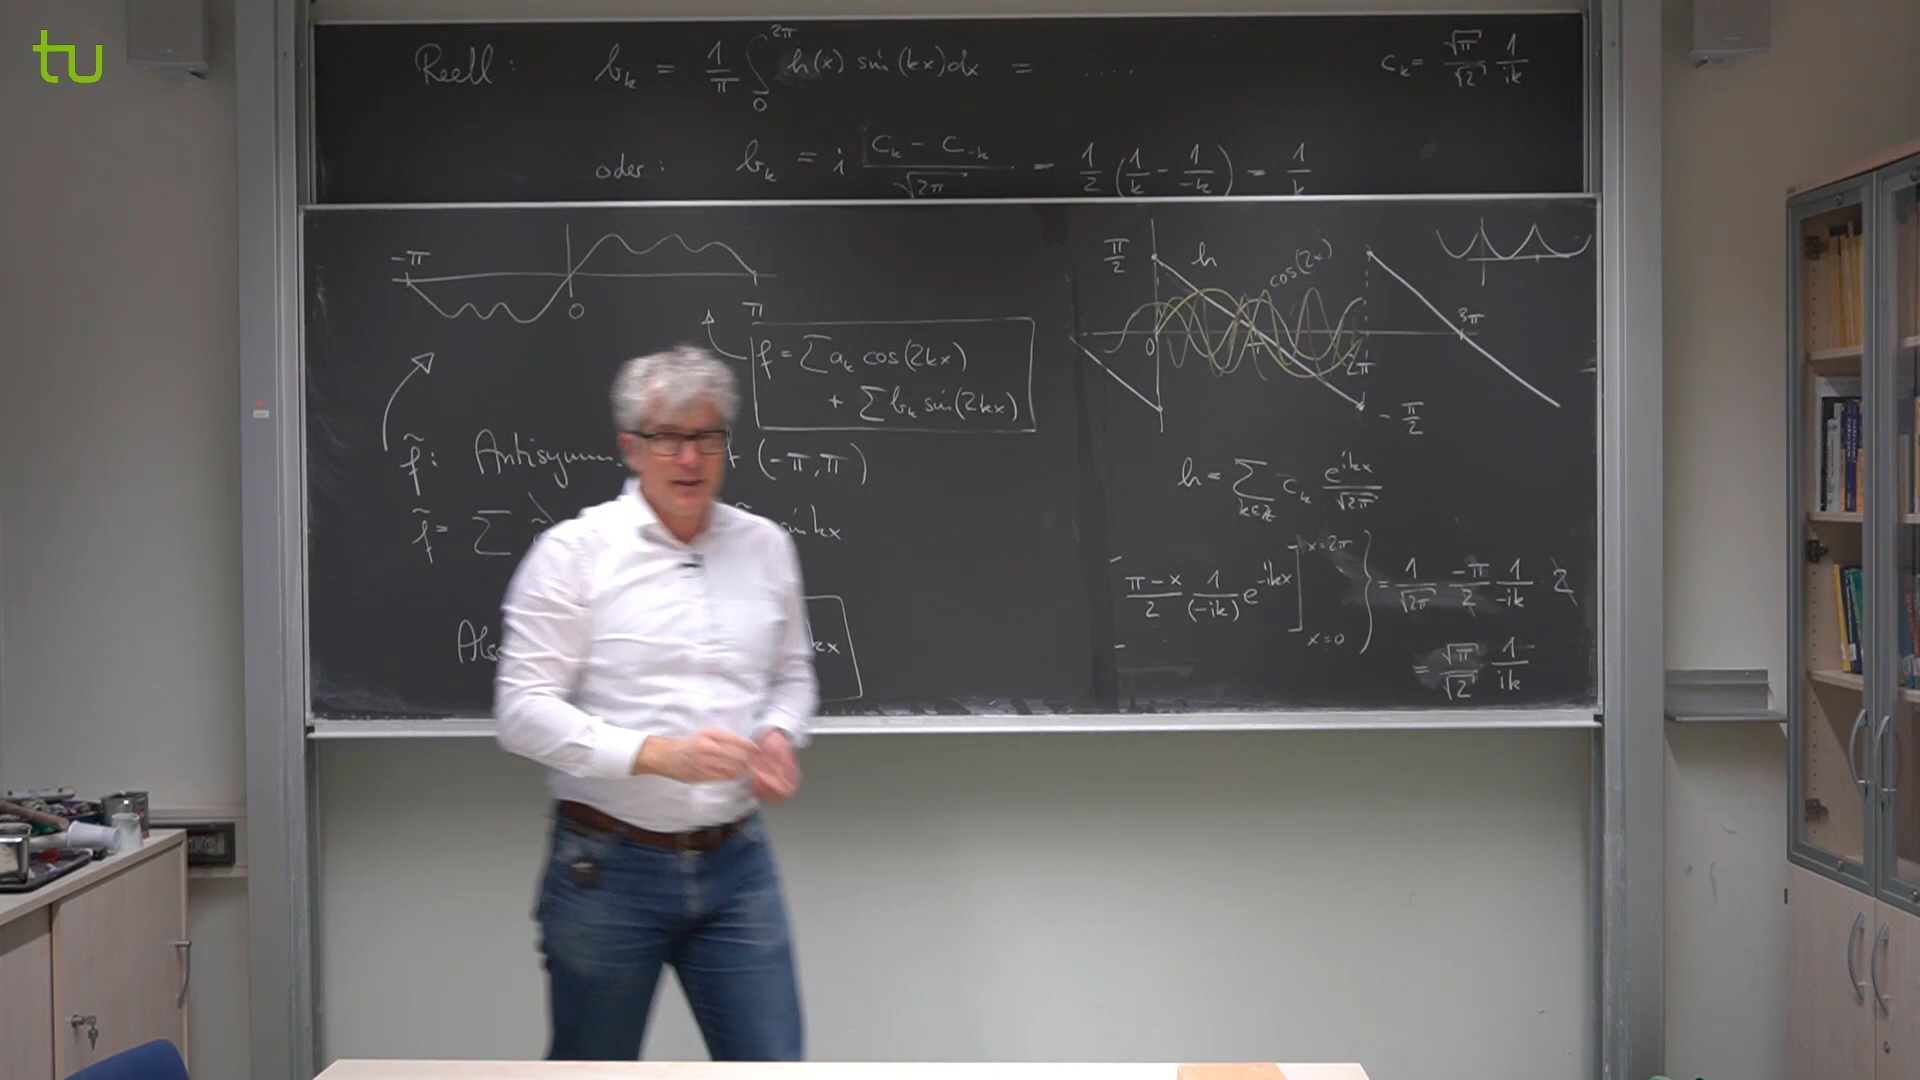 tu
Reell: b_k = 1/π ∫_0^{2π} h(x) sin(kx) dx = ....
c_k = √π/√2 1/ik
oder: b_k = i (c_k - c_{-k})/√2π = 1/2 (1/k - 1/-k) = 1/k
-π 0 π
f = Σ a_k cos(2kx)
+ Σ b_k sin(2kx)
f̃: Antisymm. (-π, π)
f̃ = Σ sin kx
Also kx
π/2 h cos(2x) 3π
0 π 2π
-π/2
h = Σ_{k∈ℤ} c_k e^{ikx}/√2π
π-x/2 1/(-ik) e^{-ikx} ]_{x=0}^{x=2π} } = 1/√2π -π/2 1/-ik · 2
= √π/√2 1/ik